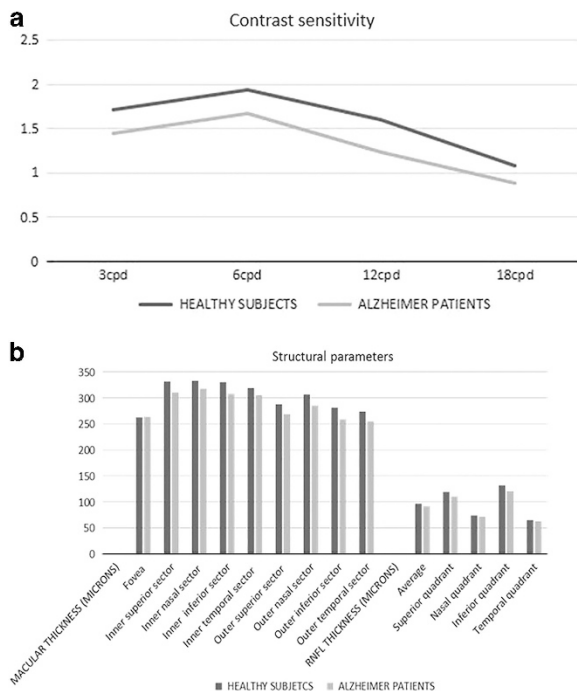 a
Contrast sensitivity
2.5
2
1.5
1
0.5
0
3cpd
6cpd
12cpd
18cpd
HEALTHY SUBJECTS
ALZHEIMER PATIENTS
b
Structural parameters
350
300
250
200
150
100
50
0
MACULAR THICKNESS (MICRONS)
Fovea
Inner superior sector
Inner nasal sector
Inner inferior sector
Inner temporal sector
Outer superior sector
Outer nasal sector
Outer inferior sector
Outer temporal sector
RNFL THICKNESS (MICRONS)
Average
Superior quadrant
Nasal quadrant
Inferior quadrant
Temporal quadrant
HEALTHY SUBJETCS
ALZHEIMER PATIENTS